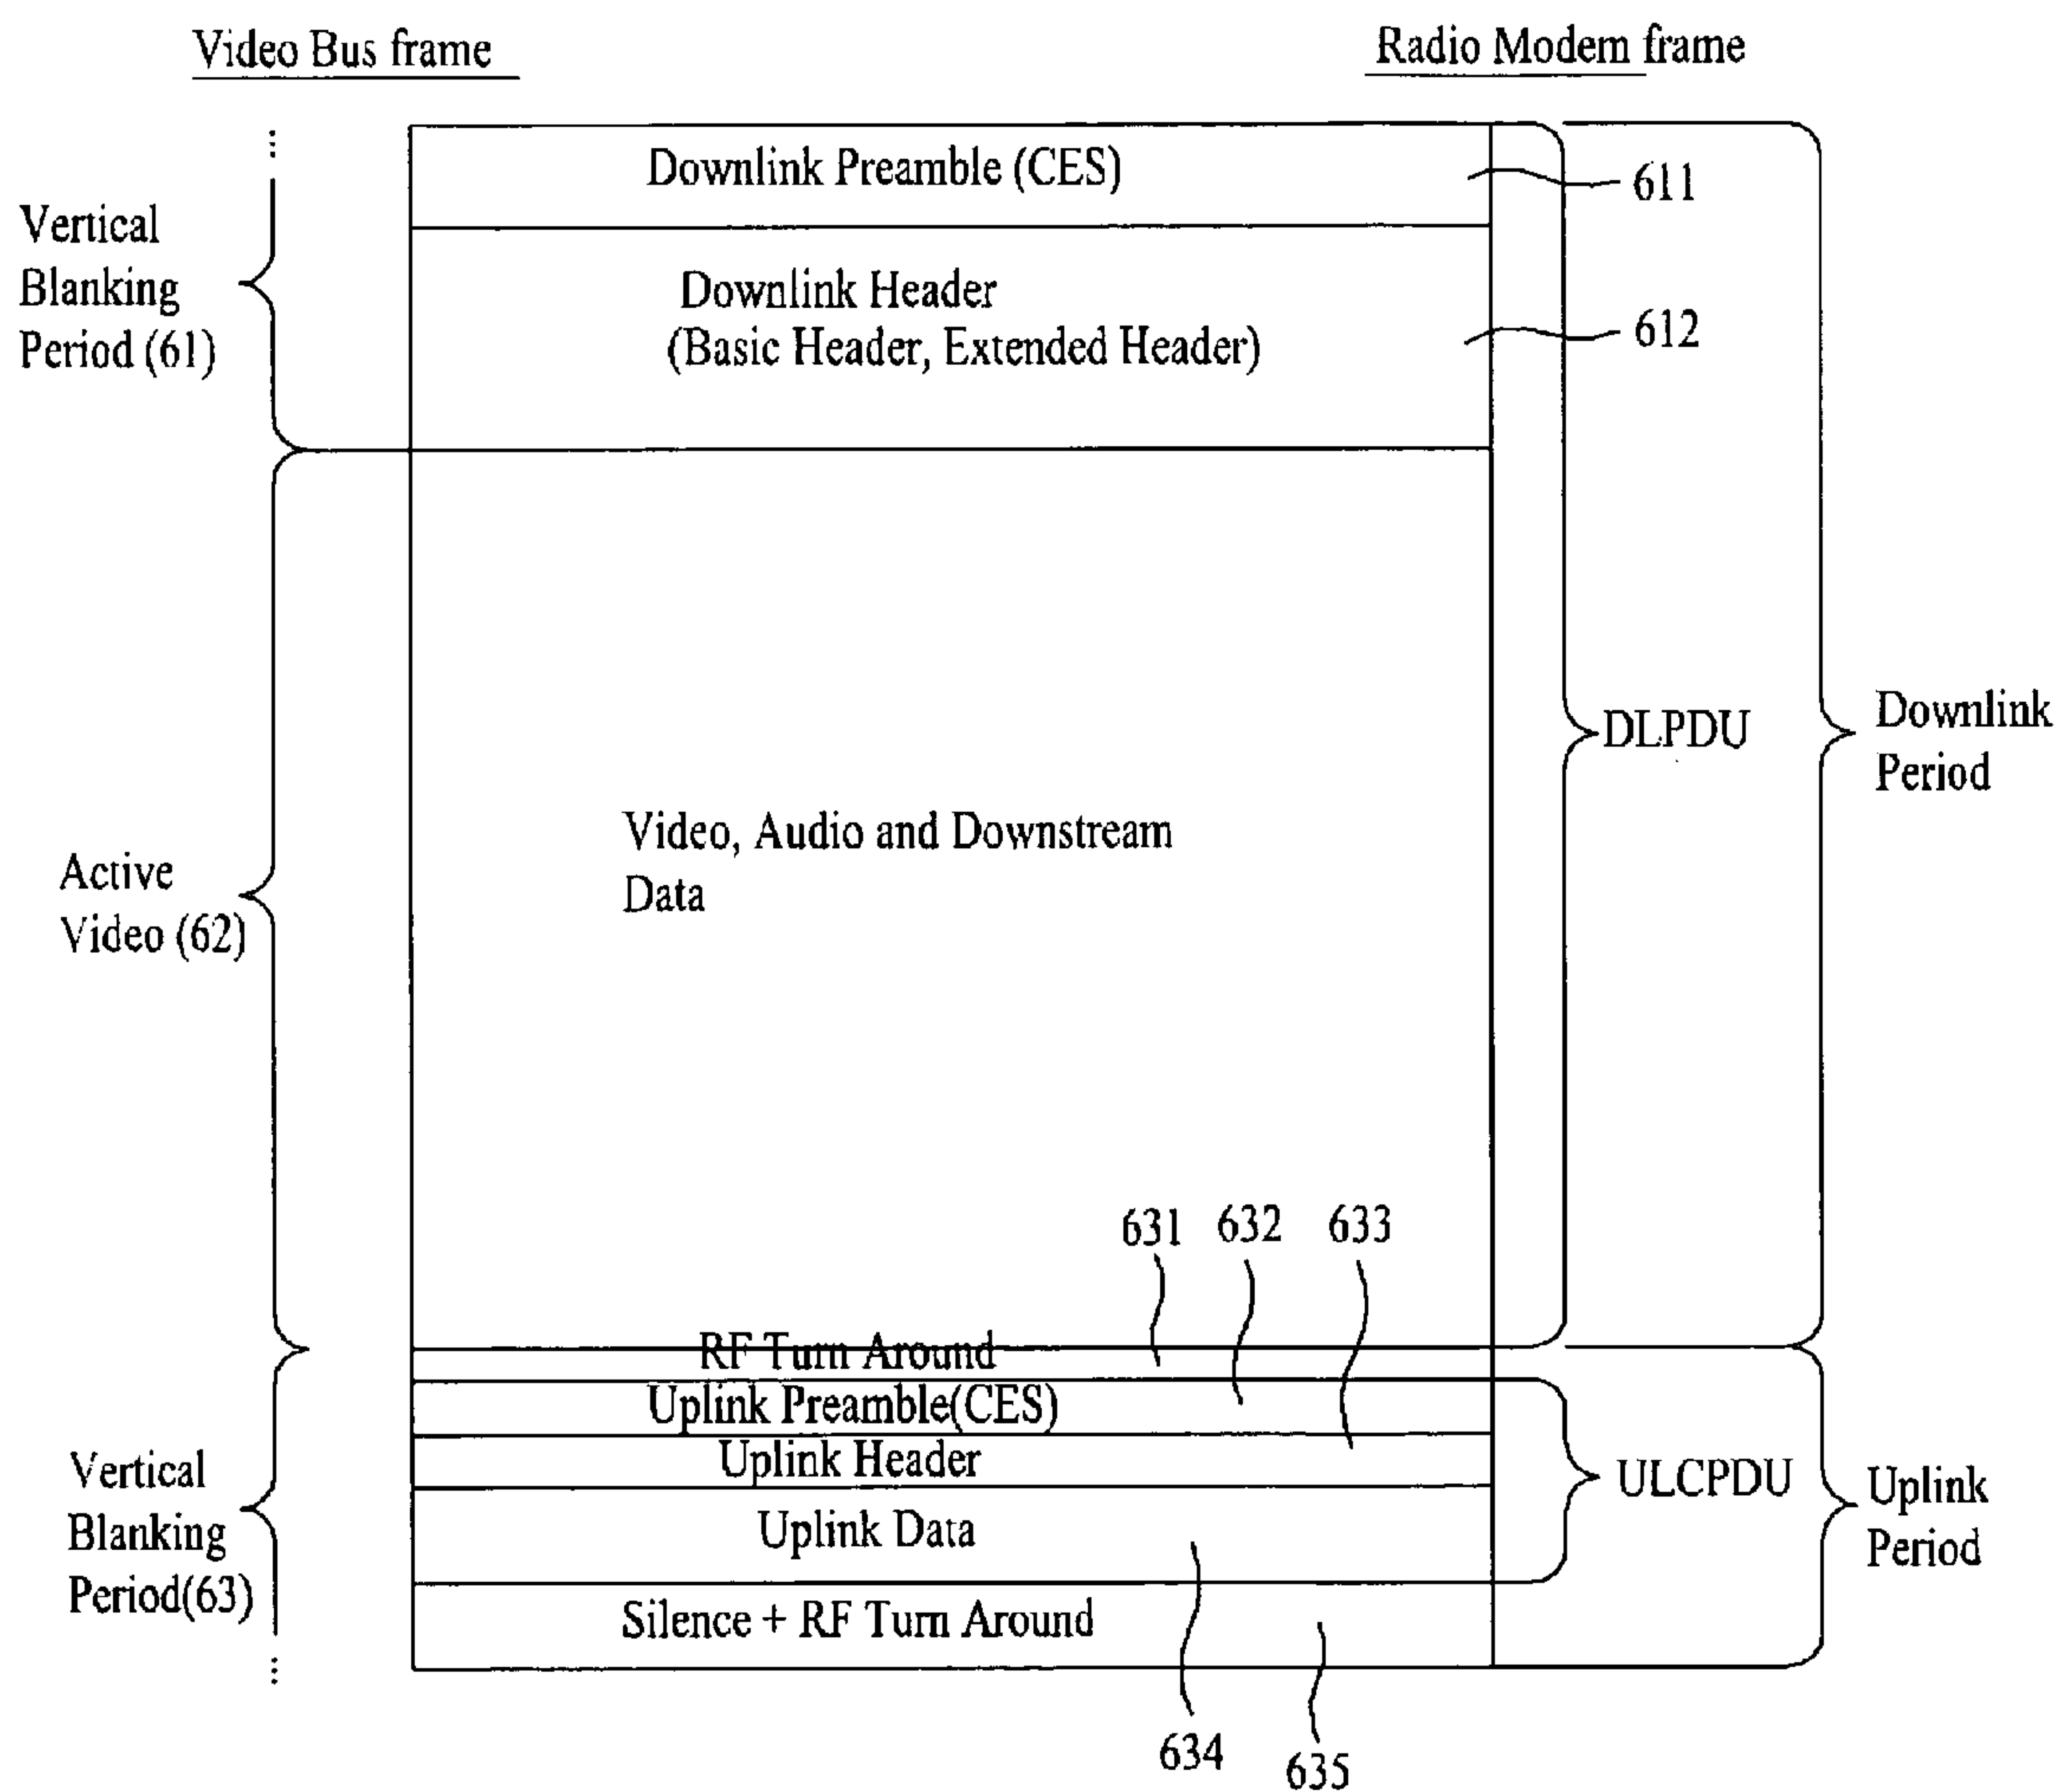 Video Bus frame
Radio Modem frame
...
Vertical
Blanking
Period (61)
Downlink Preamble (CES)
611
Downlink Header
(Basic Header, Extended Header)
612
DLPDU
Downlink
Period
Active
Video (62)
Video, Audio and Downstream
Data
631
632
633
RF Turn Around
Uplink Preamble(CES)
Uplink Header
Uplink Data
Silence + RF Turn Around
Vertical
Blanking
Period(63)
...
ULCPDU
Uplink
Period
634
635